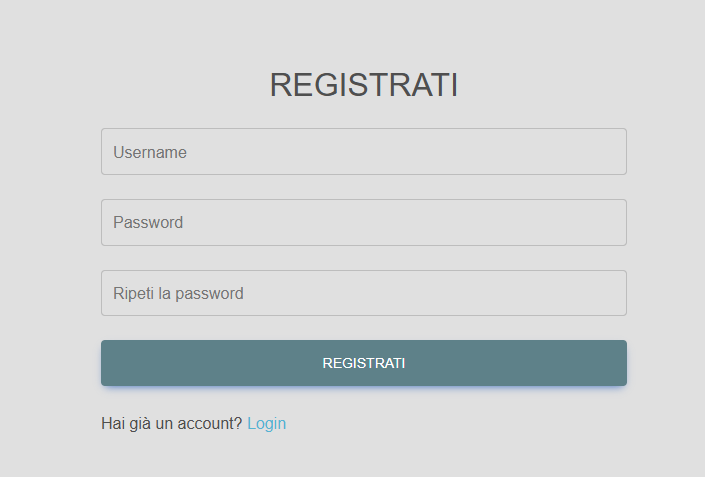 REGISTRATI
Username
Password
Ripeti la password
REGISTRATI
Hai già un account? Login